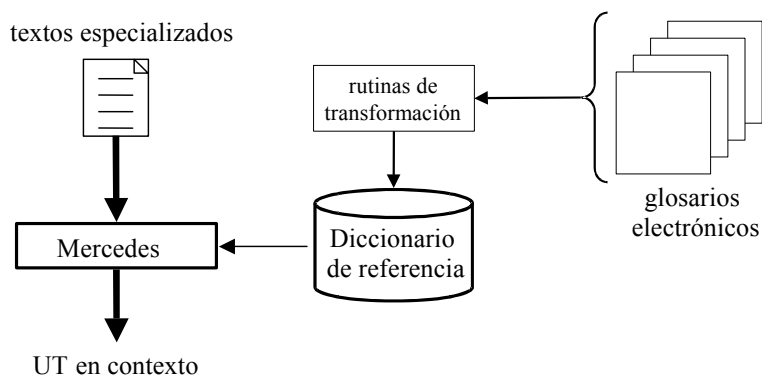 textos especializados
rutinas de
transformación
glosarios
electrónicos
Mercedes
Diccionario
de referencia
UT en contexto